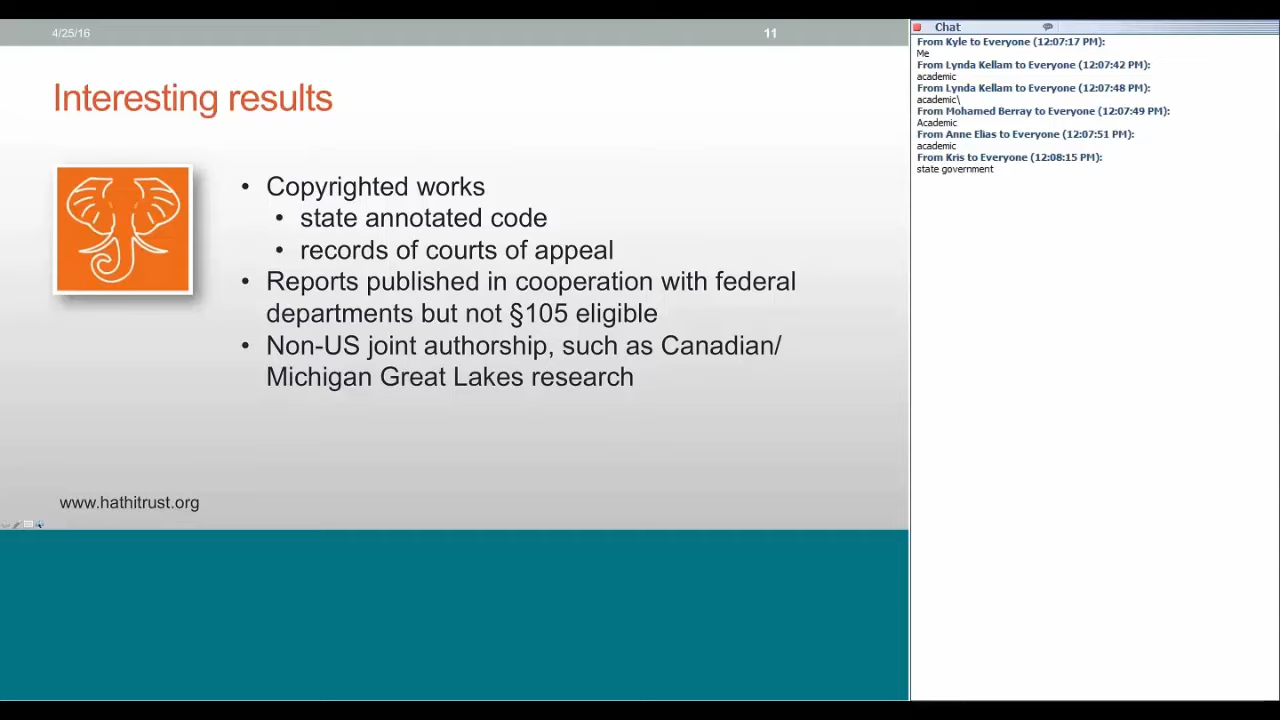 4/25/16
11
Interesting results
• Copyrighted works
• state annotated code
• records of courts of appeal
• Reports published in cooperation with federal
departments but not §105 eligible
• Non-US joint authorship, such as Canadian/
Michigan Great Lakes research
www.hathitrust.org
Chat
From Kyle to Everyone (12:07:17 PM):
Me
From Lynda Kellam to Everyone (12:07:42 PM):
academic
From Lynda Kellam to Everyone (12:07:48 PM):
academic\
From Mohamed Berray to Everyone (12:07:49 PM):
Academic
From Anne Elias to Everyone (12:07:51 PM):
academic
From Kris to Everyone (12:08:15 PM):
state government